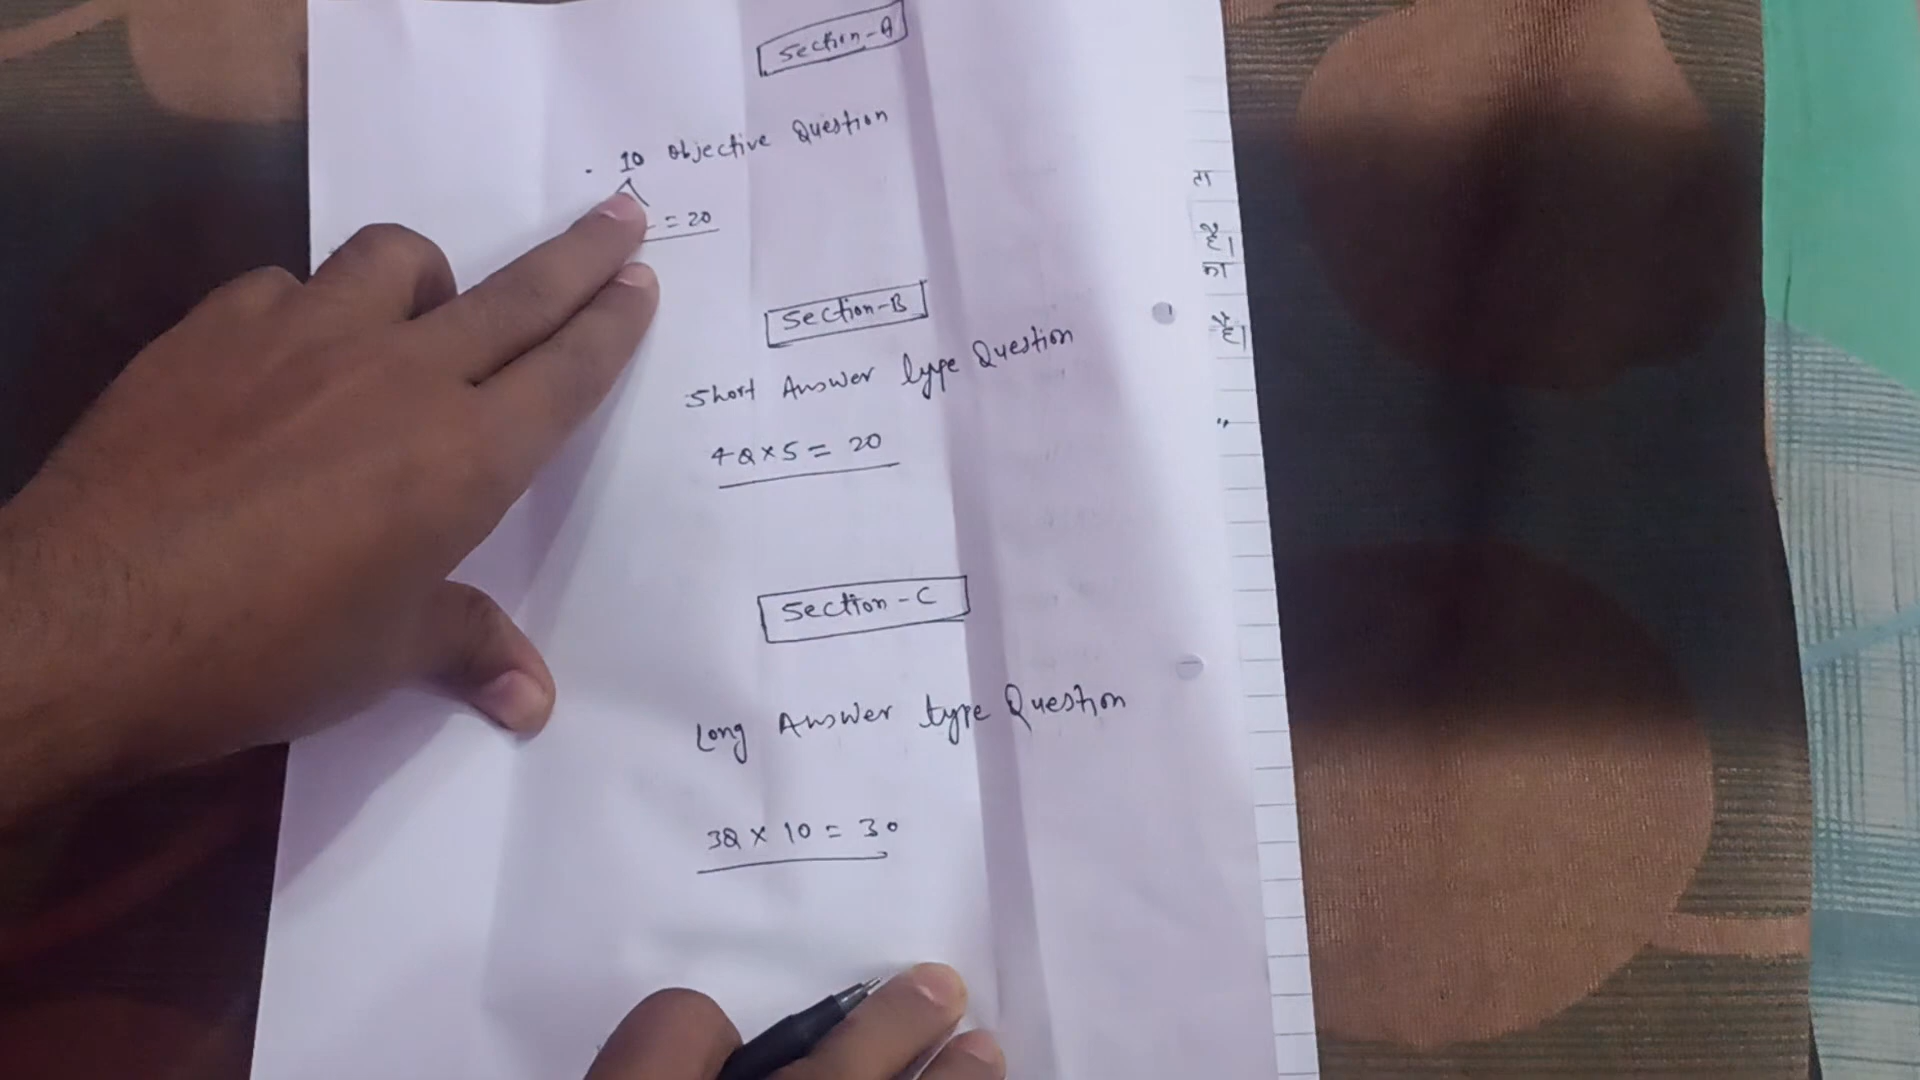 Section-A
- 10 Objective Question
= 20
Section-B
Short Answer type Question
4Q×5= 20
Section-C
Long Answer type Question
3Q × 10 = 30
ता
है।
का
है।
"